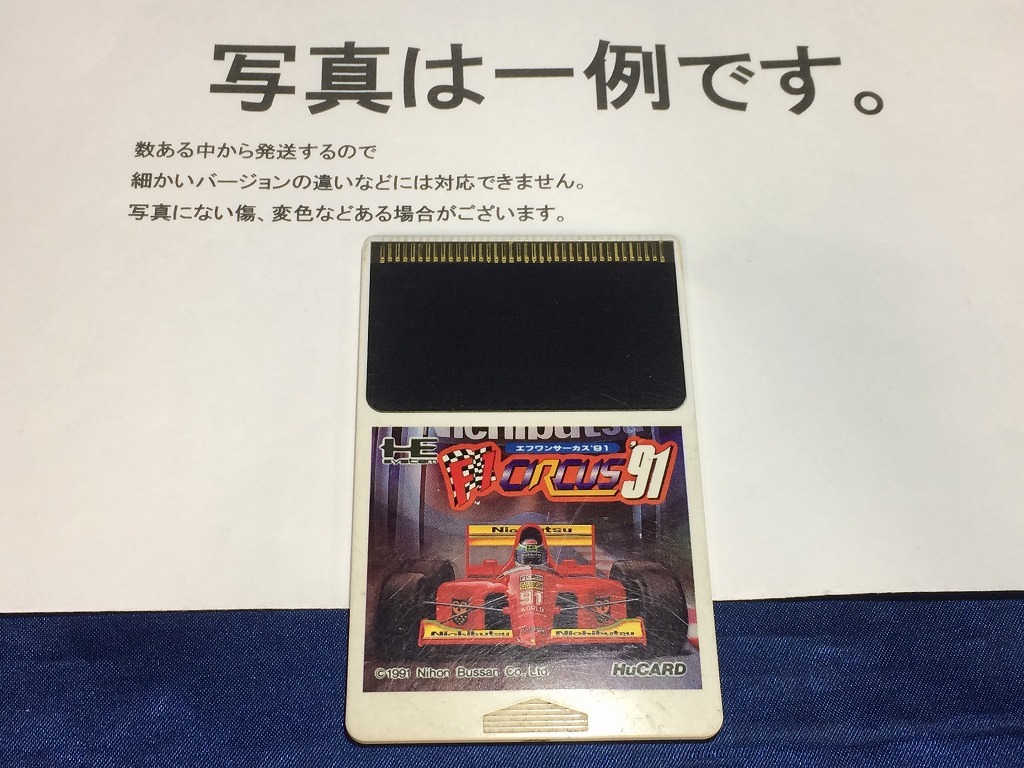 写真は一例です。
数ある中から発送するので
細かいバージョンの違いなどには対応できません。
写真にない傷、変色などある場合がございます。
Nichibutsu
HE SYSTEM
エフワンサーカス'91
F1 CIRCUS '91
Nichibutsu
91
WORLD
Nichibutsu Nichibutsu
©1991 Nihon Bussan Co., Ltd.
HuCARD